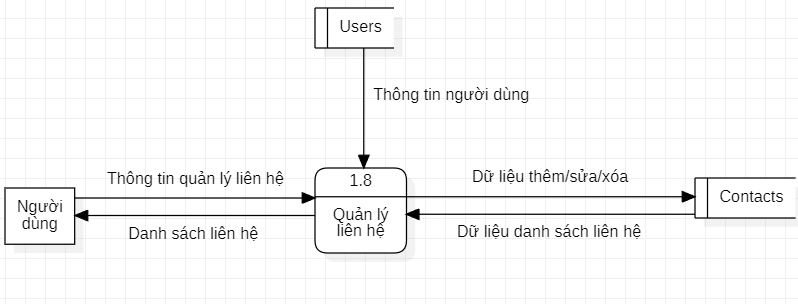 Users
Thông tin người dùng
Thông tin quản lý liên hệ
1.8
Dữ liệu thêm/sửa/xóa
Người
dùng
Quản lý
liên hệ
Contacts
Danh sách liên hệ
Dữ liệu danh sách liên hệ